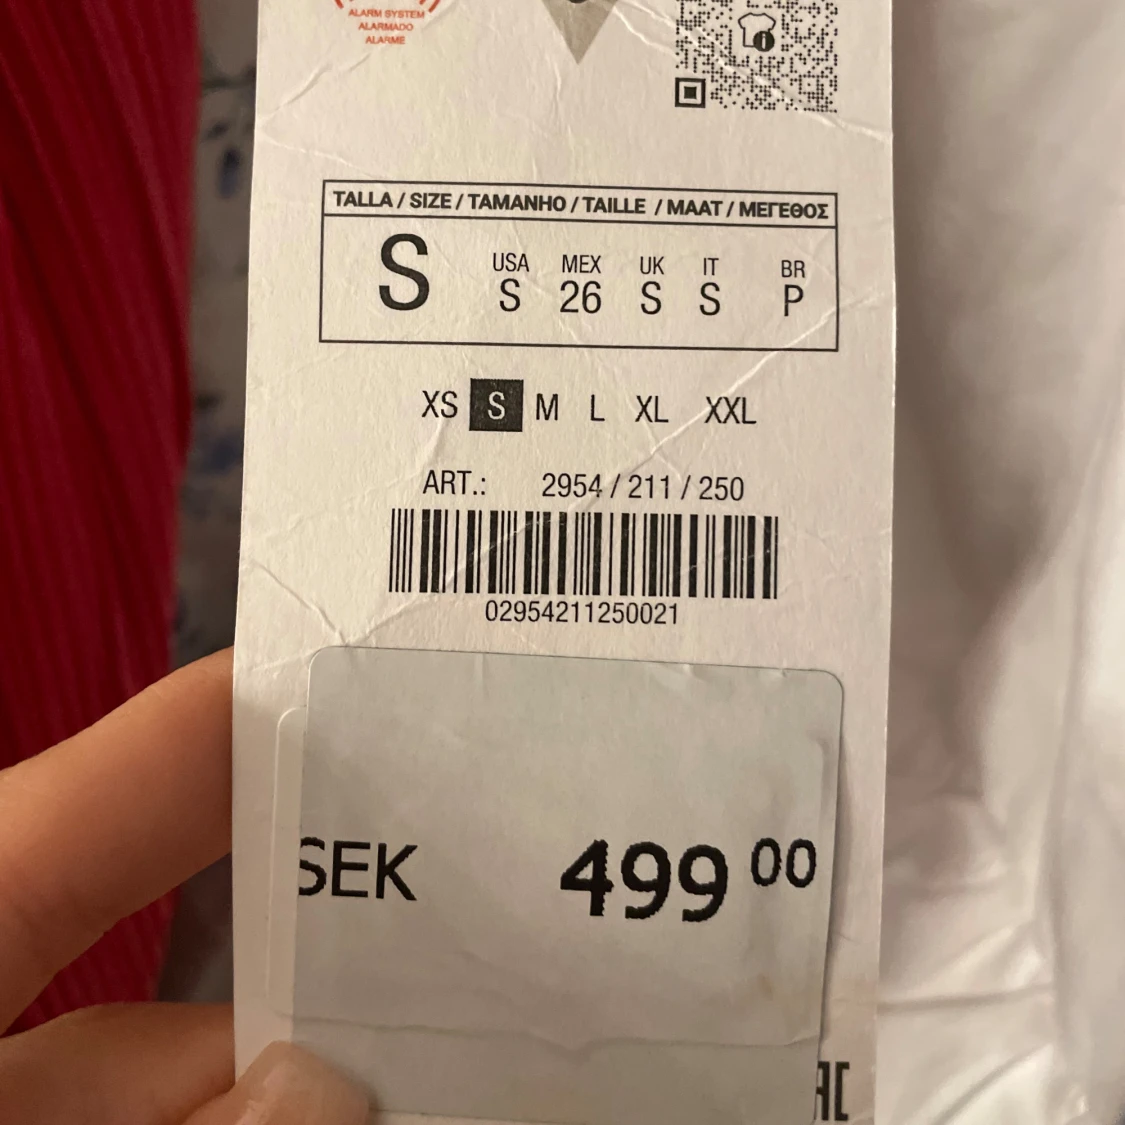 ALARM SYSTEM
ALARMADO
ALARME
TALLA / SIZE / TAMANHO / TAILLE / MAAT / ΜΕΓΕΘΟΣ
S
USA MEX UK IT BR
S 26 S S P
XS S M L XL XXL
ART.: 2954 / 211 / 250
02954211250021
SEK 499 00